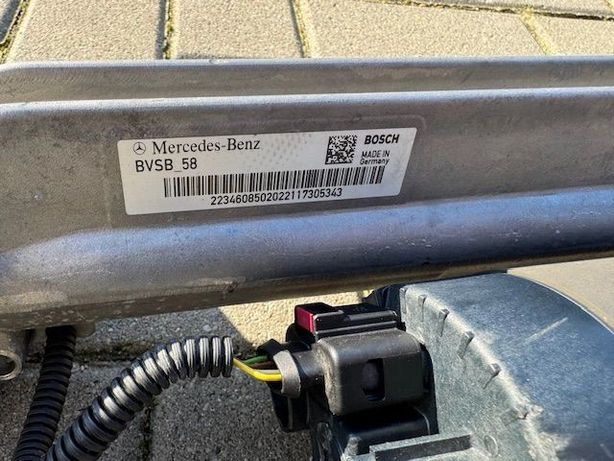 Mercedes-Benz
BVSB_58
BOSCH
MADE IN
Germany
2234608502022117305343